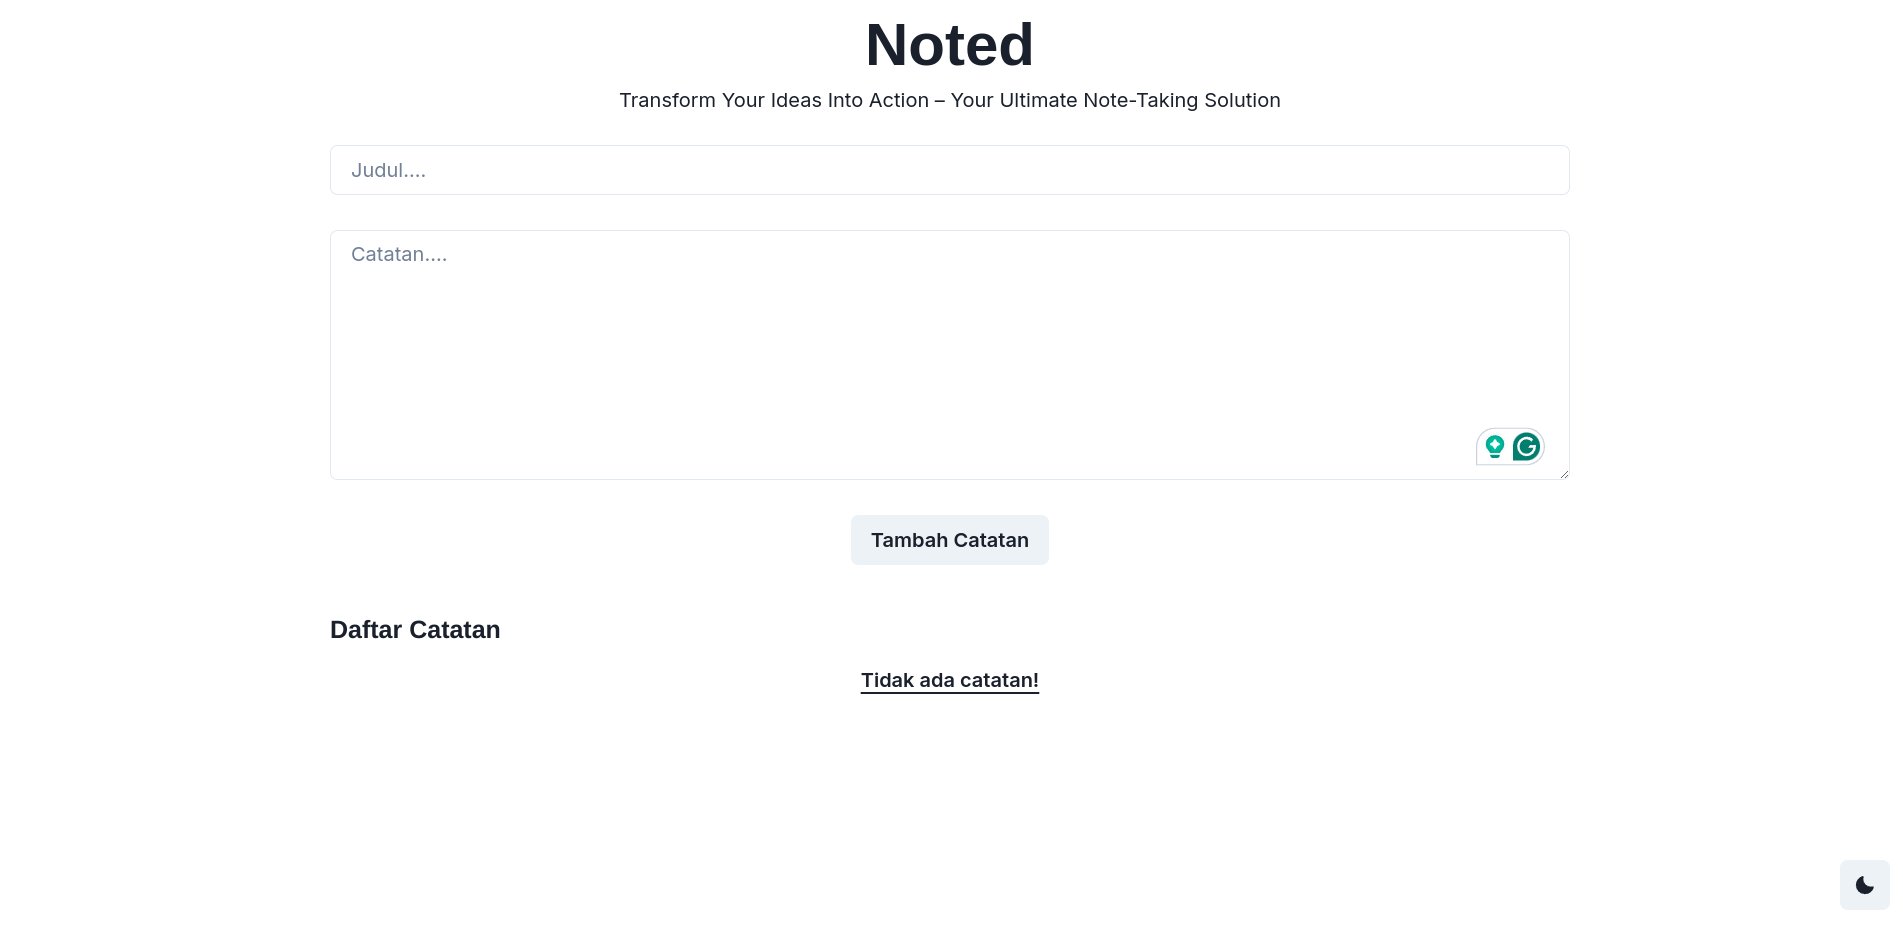 Noted
Transform Your Ideas Into Action – Your Ultimate Note-Taking Solution
Judul....
Catatan....
Tambah Catatan
Daftar Catatan
Tidak ada catatan!